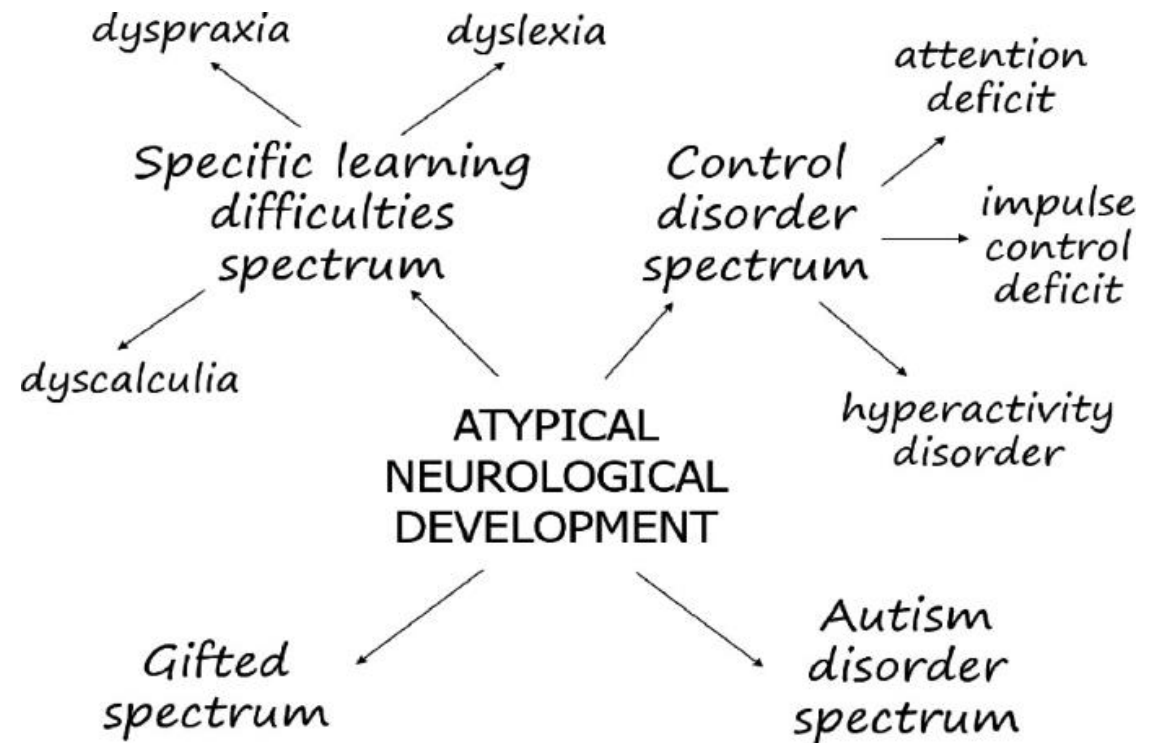 dyspraxia
dyslexia
attention
deficit
Specific learning
difficulties
spectrum
Control
disorder
spectrum
impulse
control
deficit
dyscalculia
hyperactivity
disorder
ATYPICAL
NEUROLOGICAL
DEVELOPMENT
Gifted
spectrum
Autism
disorder
spectrum